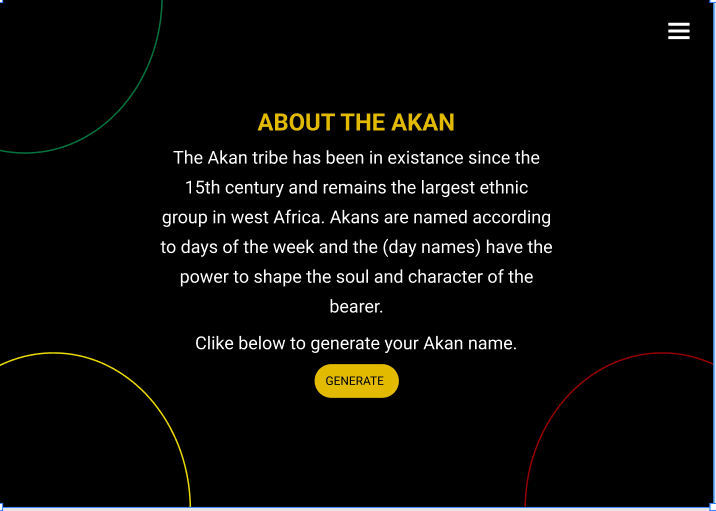 ABOUT THE AKAN
The Akan tribe has been in existance since the
15th century and remains the largest ethnic
group in west Africa. Akans are named according
to days of the week and the (day names) have the
power to shape the soul and character of the
bearer.
Clike below to generate your Akan name.
GENERATE